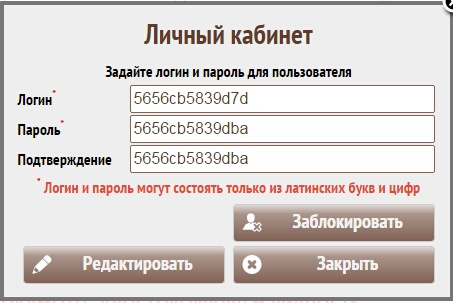 Личный кабинет
Задайте логин и пароль для пользователя
Логин* 5656cb5839d7d
Пароль* 5656cb5839dba
Подтверждение 5656cb5839dba
* Логин и пароль могут состоять только из латинских букв и цифр
Заблокировать
Редактировать Закрыть